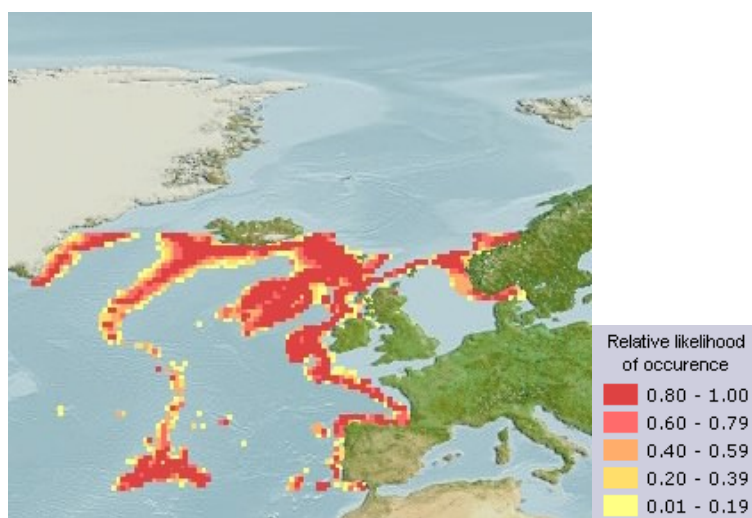 Relative likelihood
of occurence
0.80 - 1.00
0.60 - 0.79
0.40 - 0.59
0.20 - 0.39
0.01 - 0.19